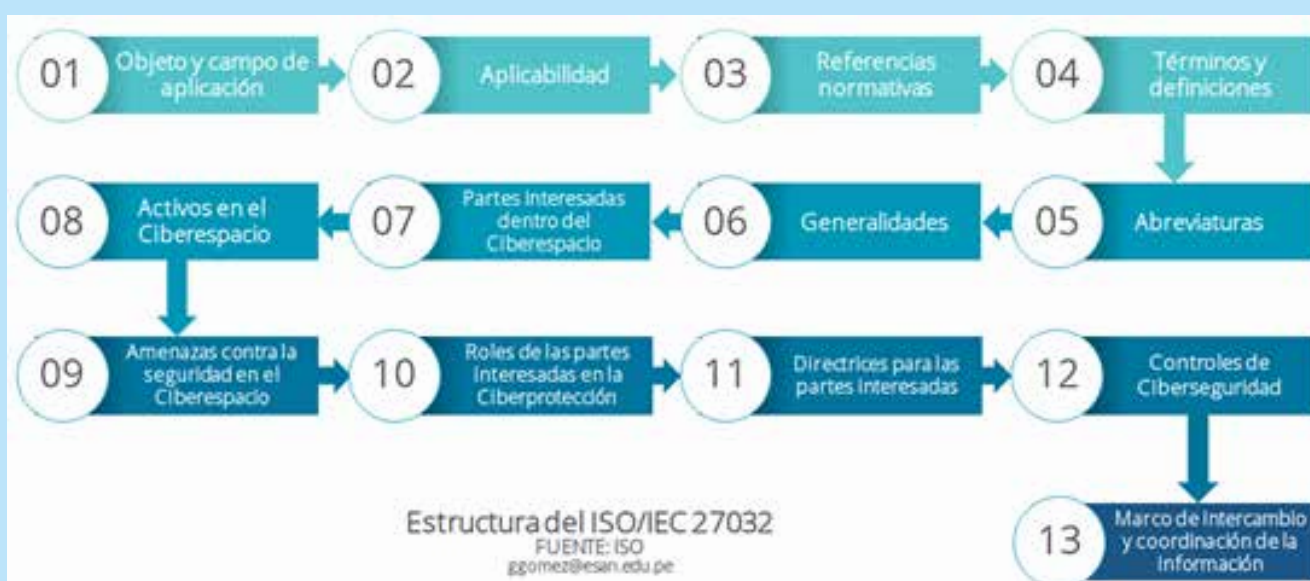 01
Objeto y campo de
aplicación
02
Aplicabilidad
03
Referencias
normativas
04
Términos y
definiciones
05
Abreviaturas
06
Generalidades
07
Partes Interesadas
dentro del
Ciberespacio
08
Activos en el
Ciberespacio
09
Amenazas contra la
seguridad en el
Ciberespacio
10
Roles de las partes
Interesadas en la
Ciberprotección
11
Directrices para las
partes Interesadas
12
Controles de
Ciberseguridad
13
Marco de Intercambio
y coordinación de la
Información
Estructura del ISO/IEC 27032
FUENTE: ISO
ggomez@esan.edu.pe